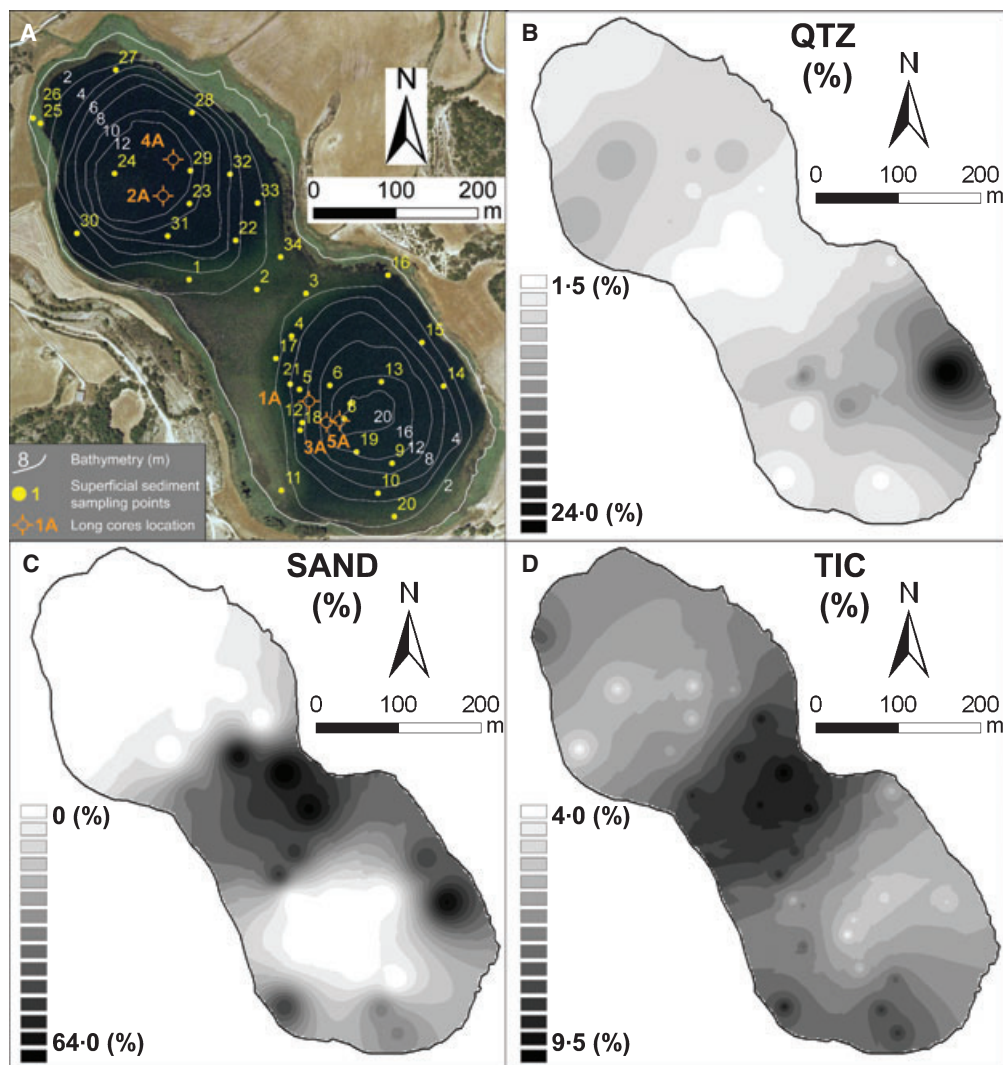 A
27
26
25
2
4
6
8
10
12
28
4A
24
29
32
2A
23
33
30
31
22
34
1
2
3
16
4
17
15
21
5
6
13
14
1A
8
20
12
18
3A
5A
19
16
12
8
4
9
10
2
11
20
N
0 100 200
m
8 Bathymetry (m)
1 Superficial sediment
sampling points
1A Long cores location
B
QTZ
(%)
N
0 100 200
m
1·5 (%)
24·0 (%)
C
SAND
(%)
N
0 100 200
m
0 (%)
64·0 (%)
D
TIC
(%)
N
0 100 200
m
4·0 (%)
9·5 (%)